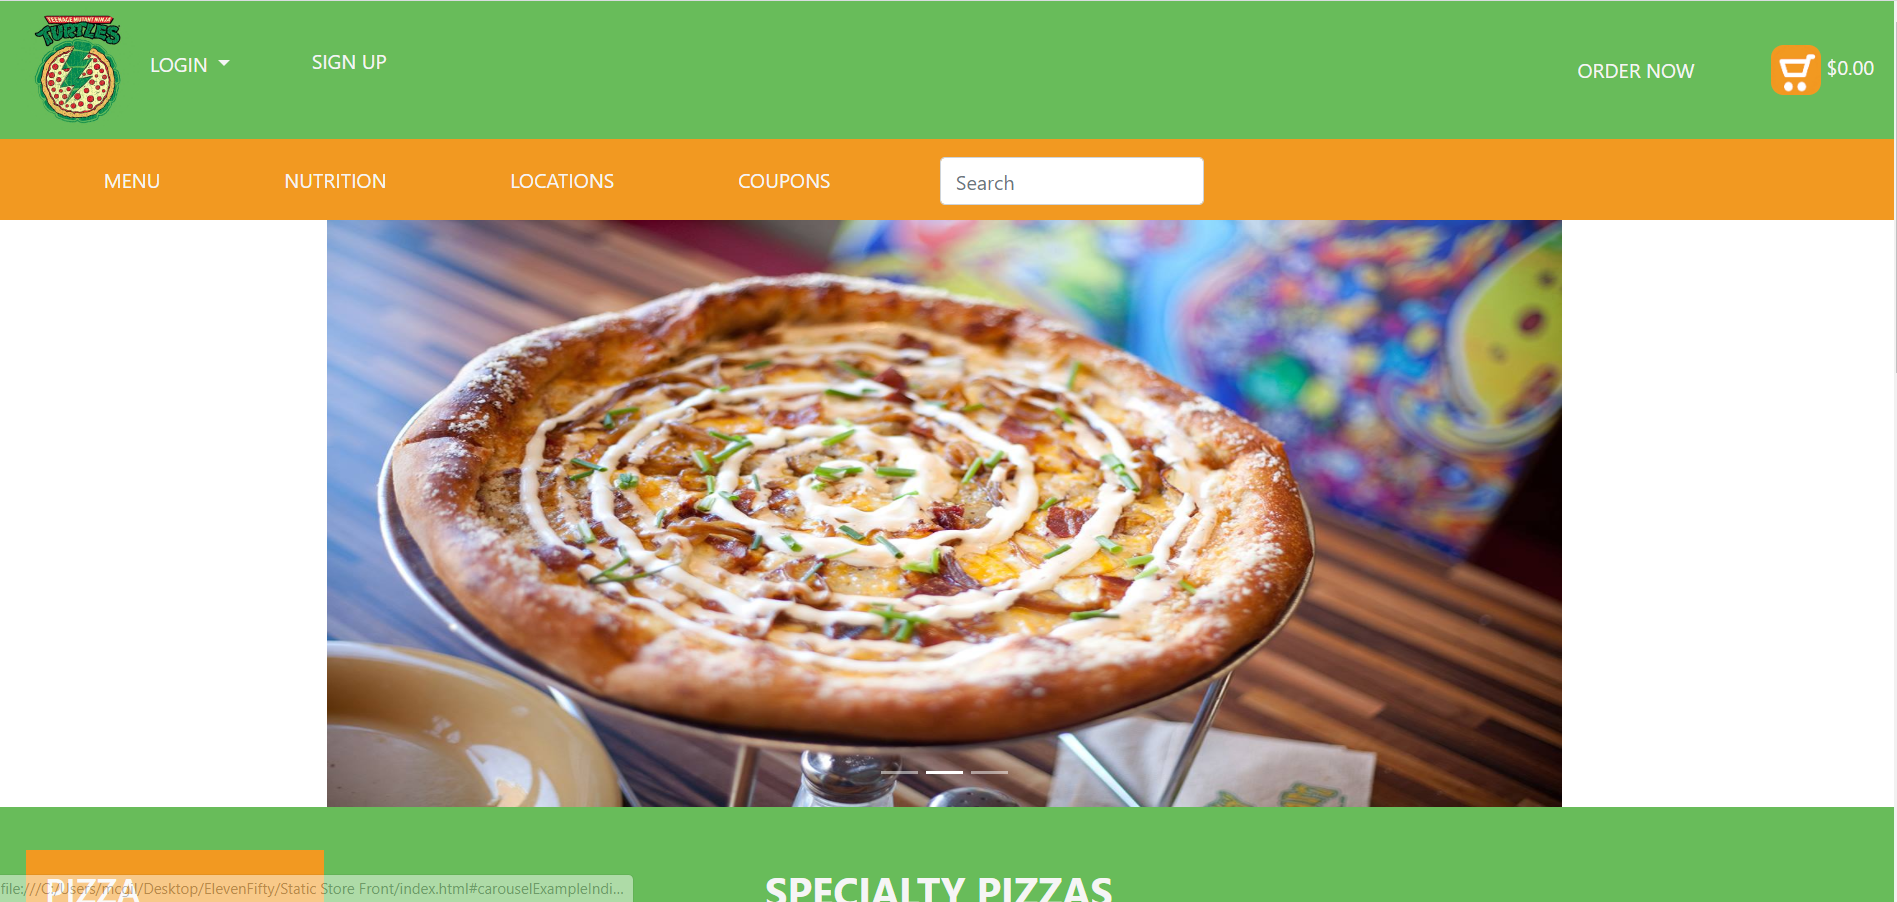 TEENAGE MUTANT NINJA
TURTLES
LOGIN
SIGN UP
ORDER NOW
$0.00
MENU
NUTRITION
LOCATIONS
COUPONS
Search
PIZZA
SPECIALTY PIZZAS
file:///C:/Users/mcgil/Desktop/ElevenFifty/Static Store Front/index.html#carouselExampleIndi...